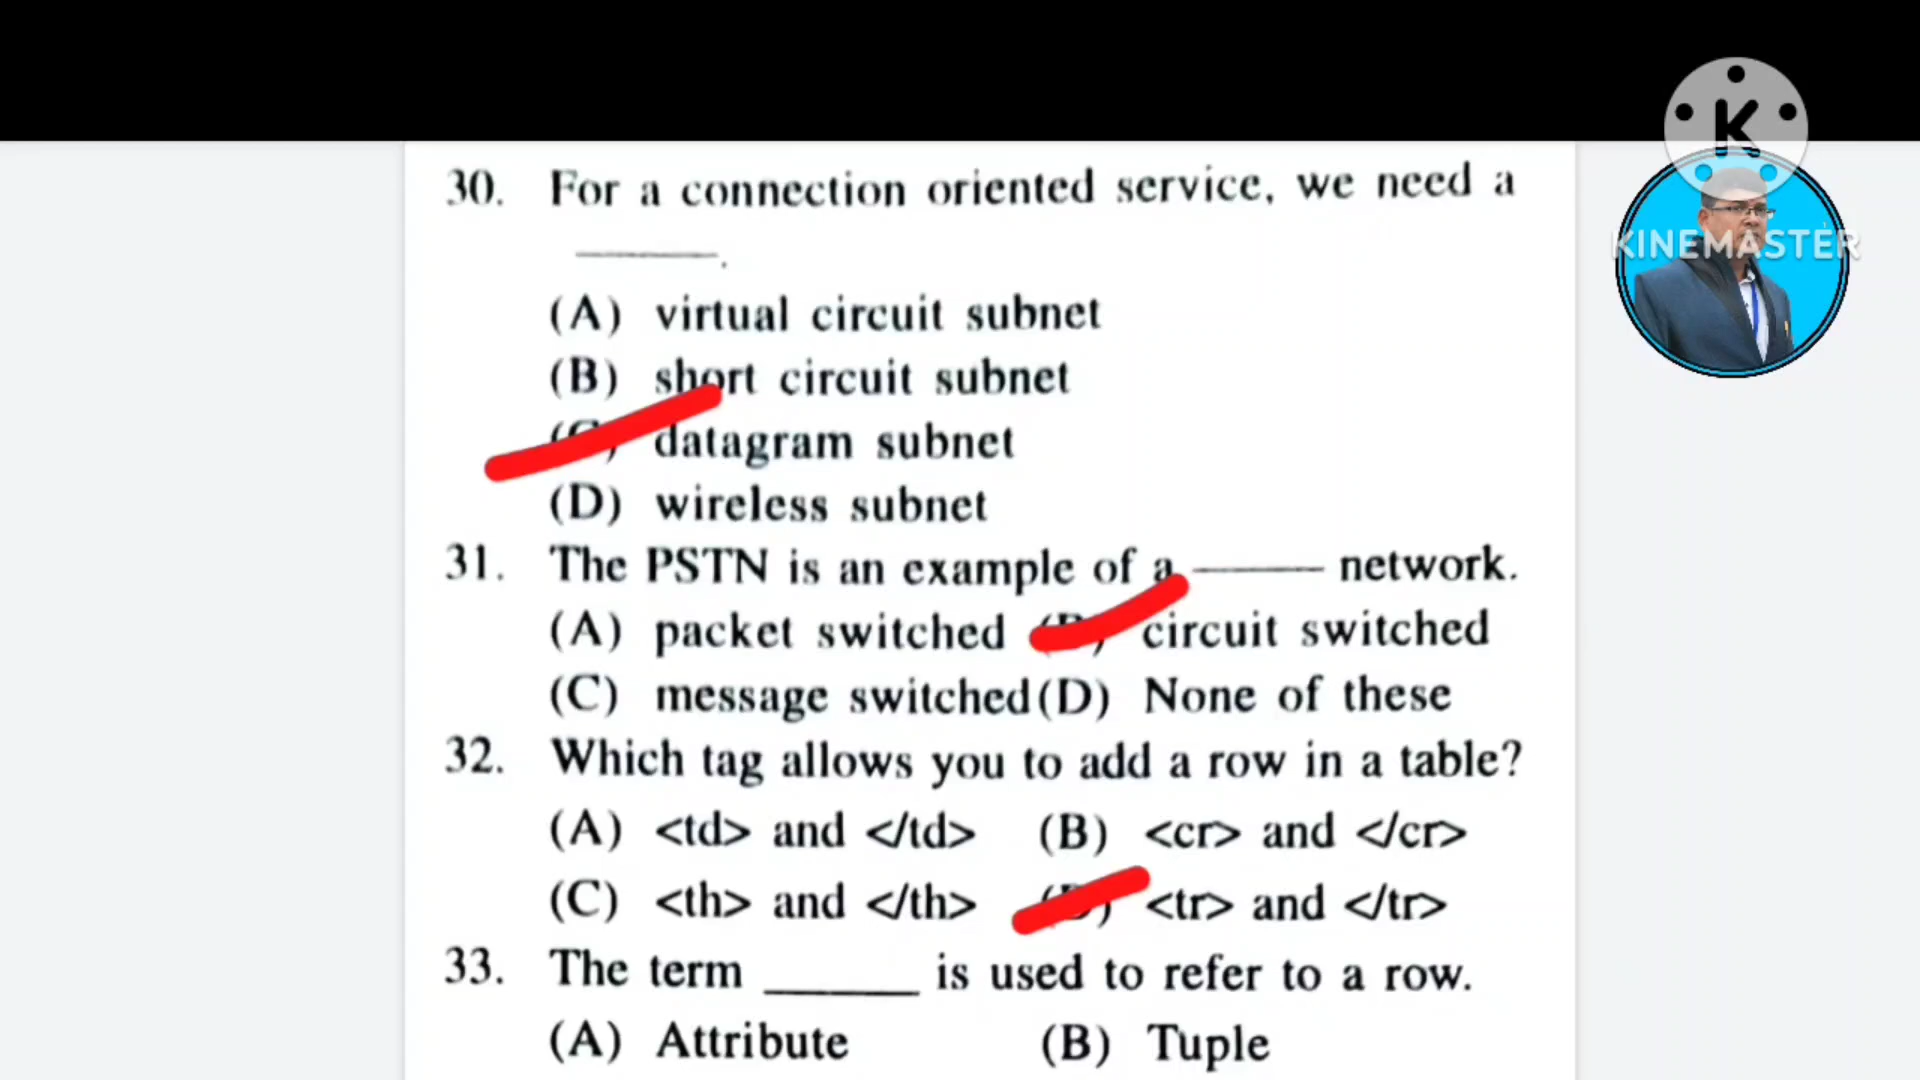 K
KINEMASTER
30. For a connection oriented service, we need a
______.
(A) virtual circuit subnet
(B) short circuit subnet
datagram subnet
(D) wireless subnet
31. The PSTN is an example of a ______ network.
(A) packet switched circuit switched
(C) message switched (D) None of these
32. Which tag allows you to add a row in a table?
(A) <td> and </td> (B) <cr> and </cr>
(C) <th> and </th> <tr> and </tr>
33. The term ______ is used to refer to a row.
(A) Attribute (B) Tuple